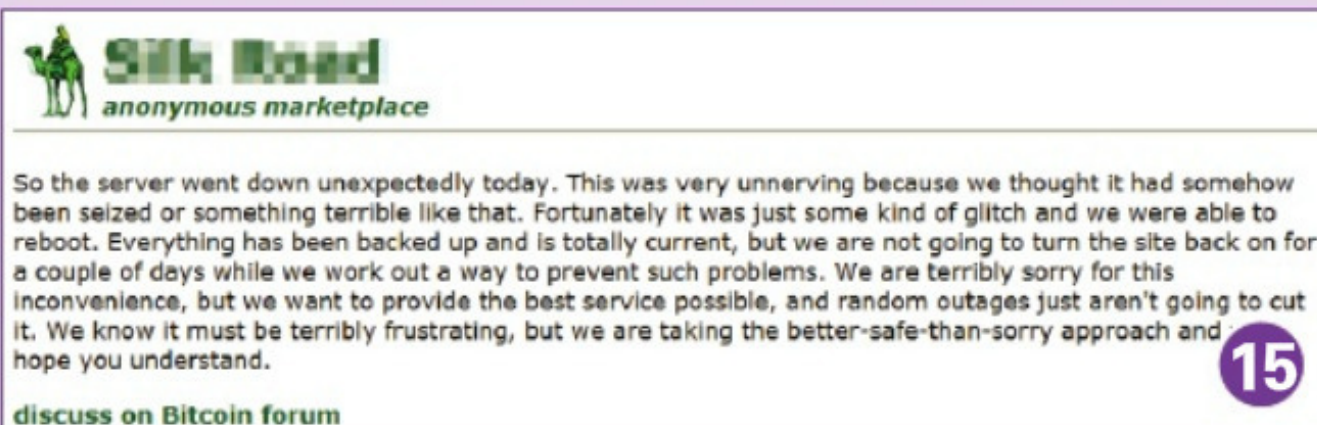 Silk Road
anonymous marketplace
So the server went down unexpectedly today. This was very unnerving because we thought it had somehow
been seized or something terrible like that. Fortunately it was just some kind of glitch and we were able to
reboot. Everything has been backed up and is totally current, but we are not going to turn the site back on for
a couple of days while we work out a way to prevent such problems. We are terribly sorry for this
inconvenience, but we want to provide the best service possible, and random outages just aren't going to cut
it. We know it must be terribly frustrating, but we are taking the better-safe-than-sorry approach and
hope you understand.
15
discuss on Bitcoin forum